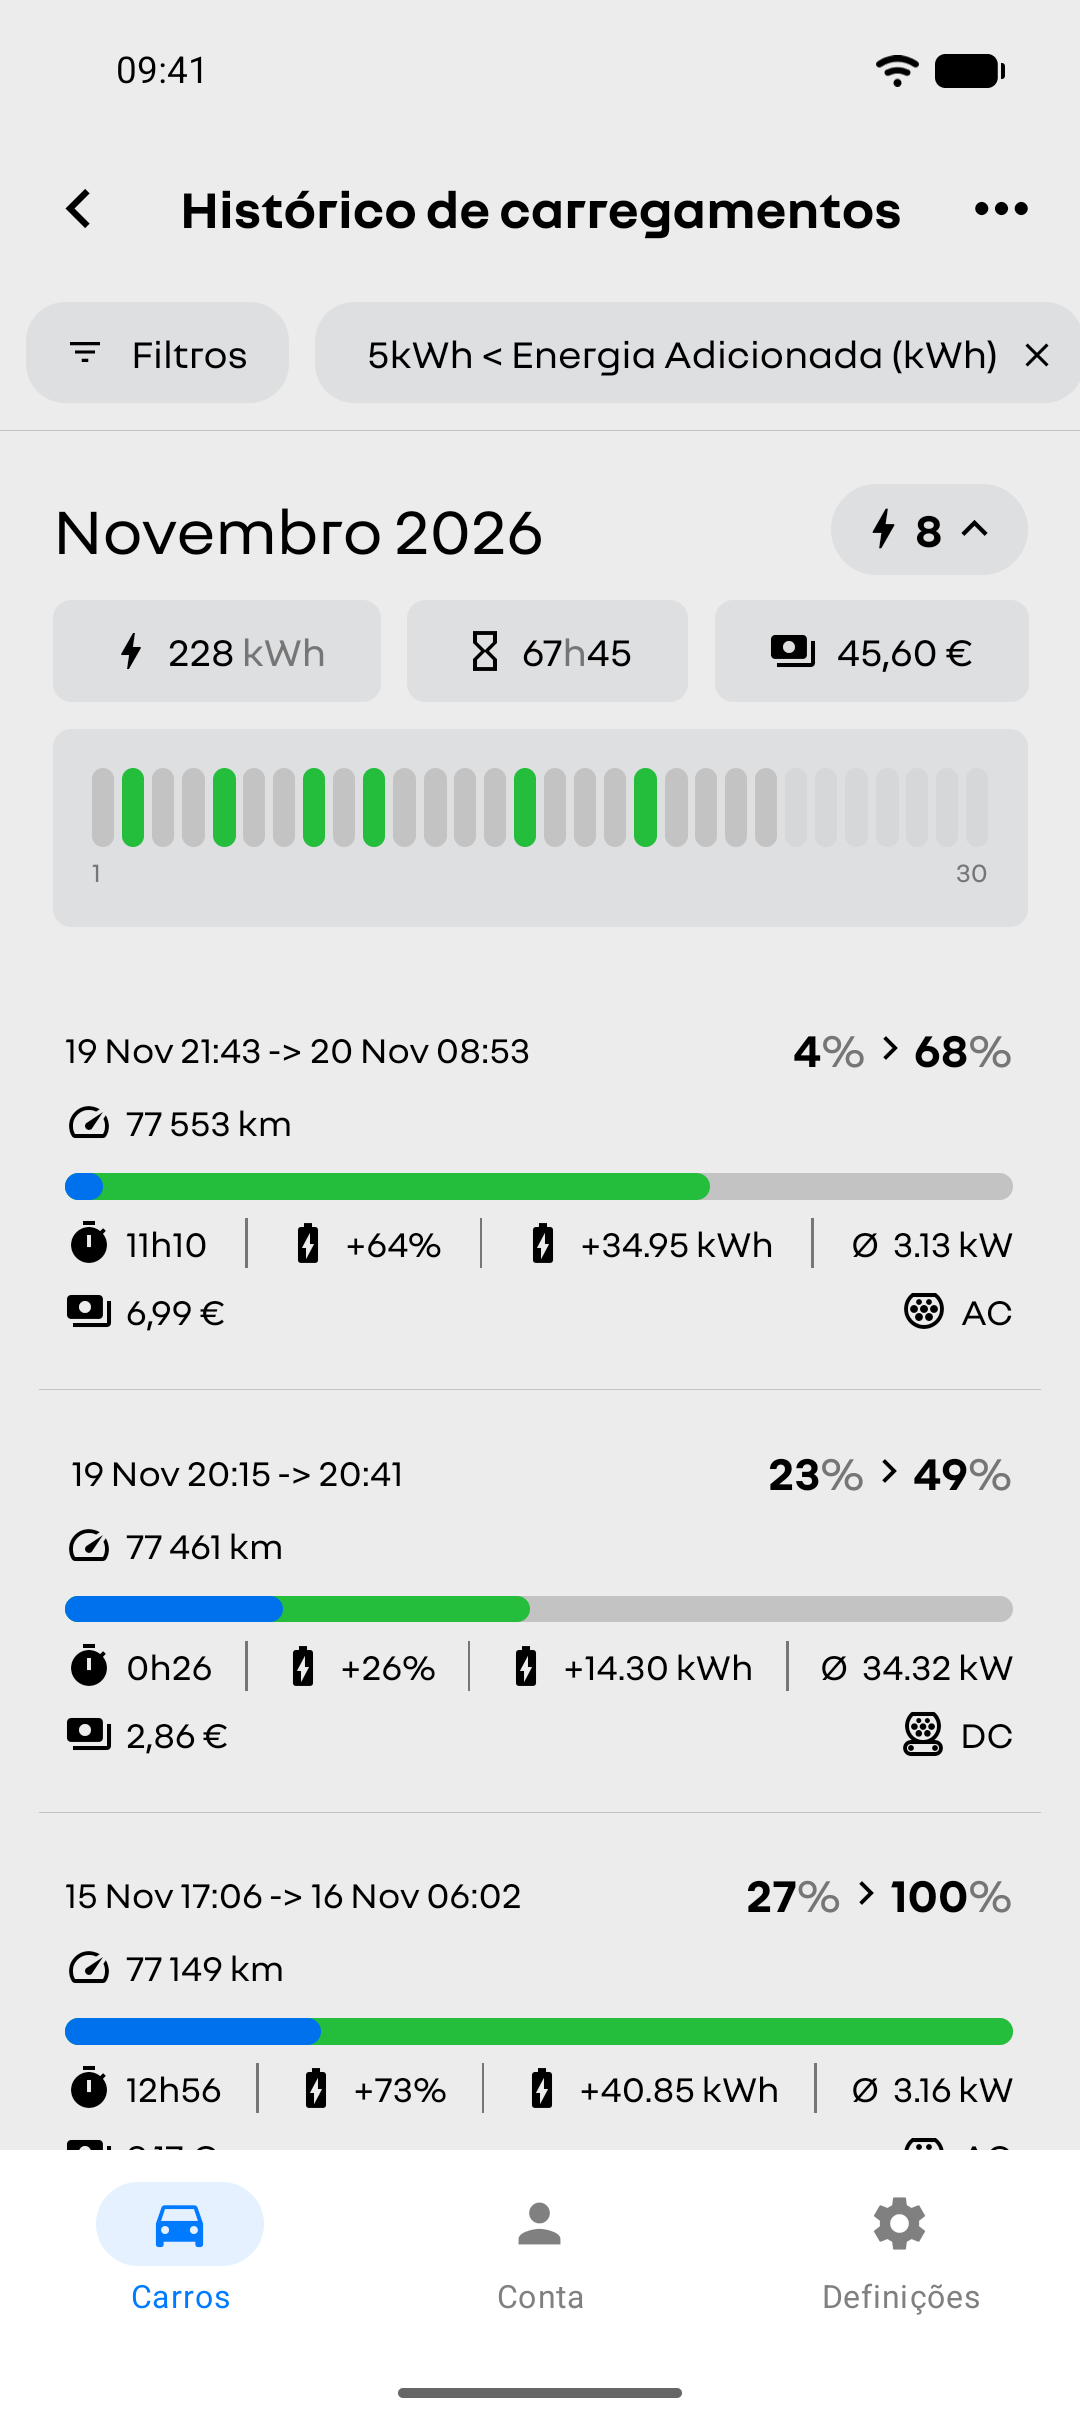 09:41
Histórico de carregamentos
Filtros
5kWh < Energia Adicionada (kWh)
Novembro 2026
8
228 kWh
67h45
45,60 €
1
30
19 Nov 21:43 -> 20 Nov 08:53
4% > 68%
77 553 km
11h10
+64%
+34.95 kWh
Ø 3.13 kW
6,99 €
AC
19 Nov 20:15 -> 20:41
23% > 49%
77 461 km
0h26
+26%
+14.30 kWh
Ø 34.32 kW
2,86 €
DC
15 Nov 17:06 -> 16 Nov 06:02
27% > 100%
77 149 km
12h56
+73%
+40.85 kWh
Ø 3.16 kW
Carros
Conta
Definições